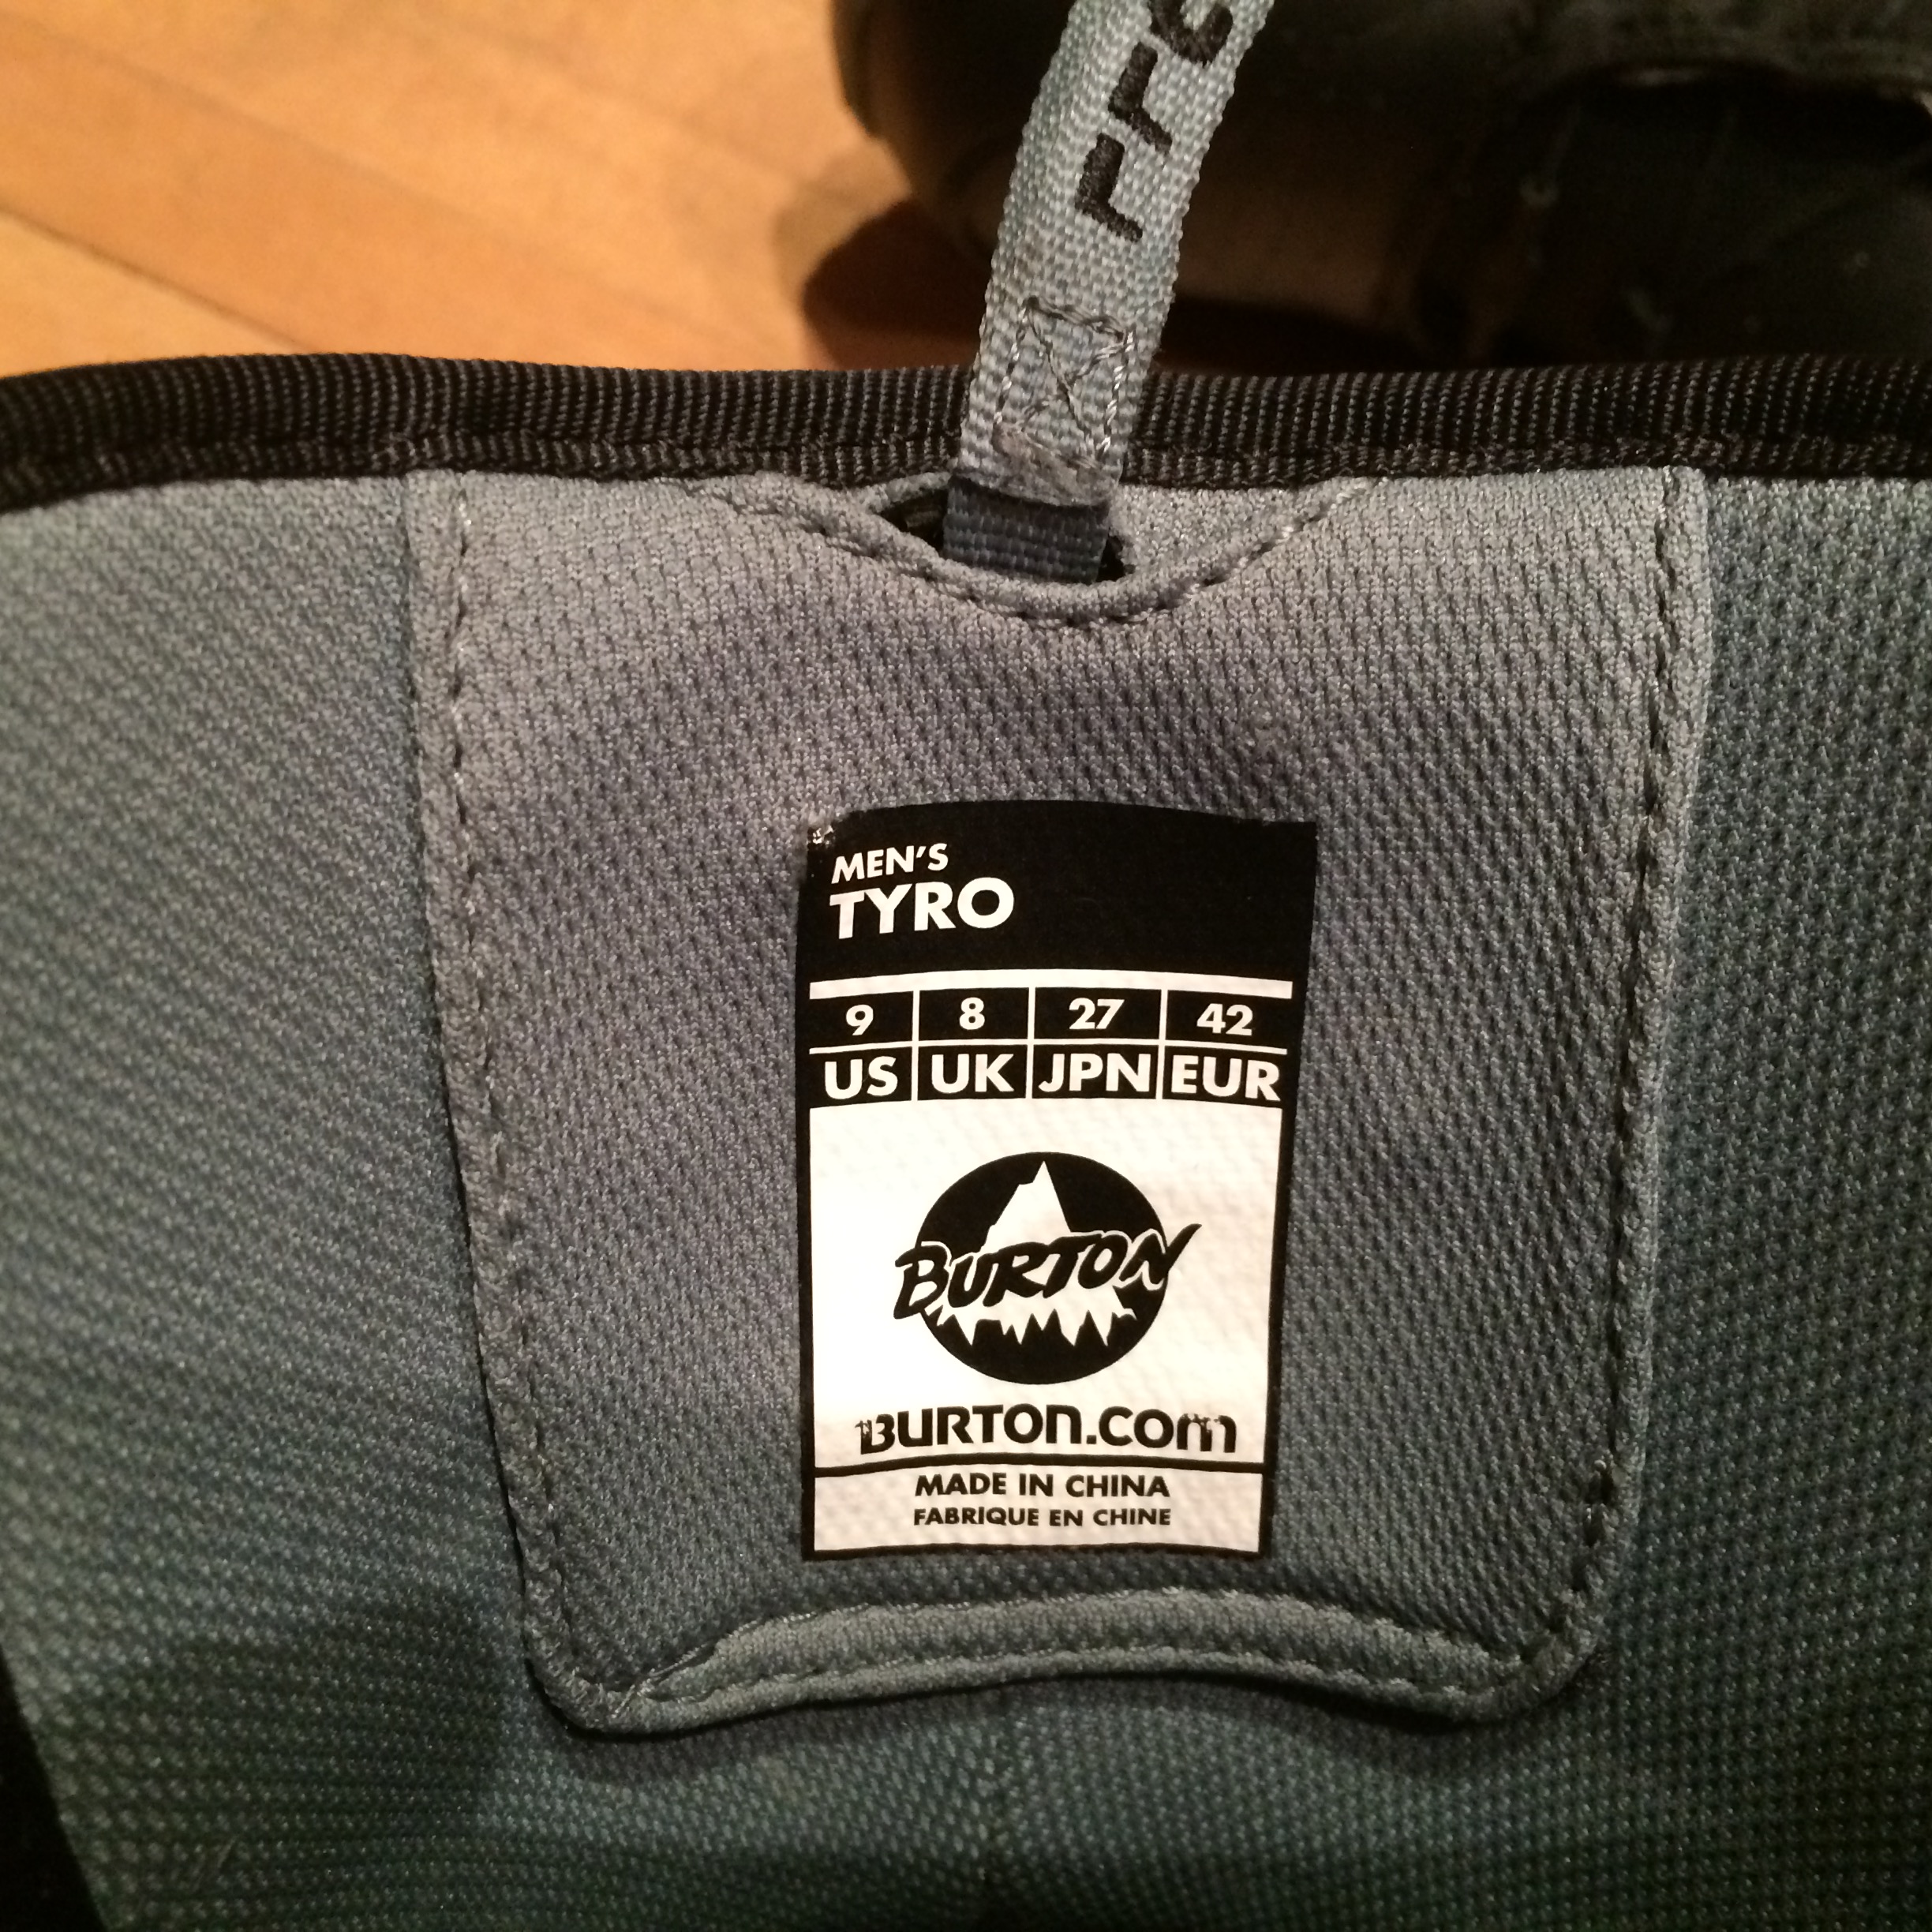 MEN'S
TYRO
9 8 27 42
US UK JPN EUR
BURTON
BURTON.COM
MADE IN CHINA
FABRIQUE EN CHINE